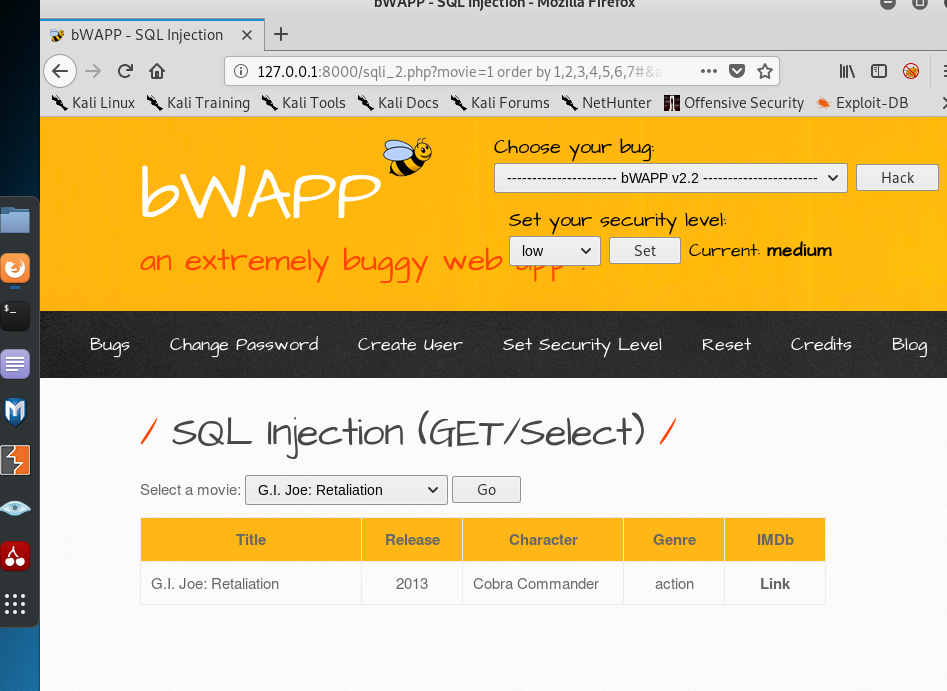 bWAPP - SQL Injection - Mozilla Firefox
bWAPP - SQL Injection
127.0.0.1:8000/sqli_2.php?movie=1 order by 1,2,3,4,5,6,7#&a
Kali Linux Kali Training Kali Tools Kali Docs Kali Forums NetHunter Offensive Security Exploit-DB
Choose your bug:
bWAPP
---------------------- bWAPP v2.2 ----------------------- Hack
Set your security level:
an extremely buggy web app !
low Set Current: medium
Bugs Change Password Create User Set Security Level Reset Credits Blog
/ SQL Injection (GET/Select) /
Select a movie: G.I. Joe: Retaliation Go
Title Release Character Genre IMDb
G.I. Joe: Retaliation 2013 Cobra Commander action Link